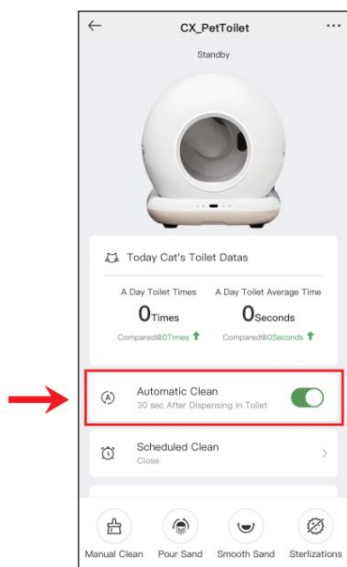 CX_PetToilet
Standby
Today Cat's Toilet Datas
A Day Toilet Times
A Day Toilet Average Time
0Times
0Seconds
Compared@0Times
Compared@0Seconds
Automatic Clean
30 sec After Dispensing in Toliet
Scheduled Clean
Close
Manual Clean
Pour Sand
Smooth Sand
Sterlizations